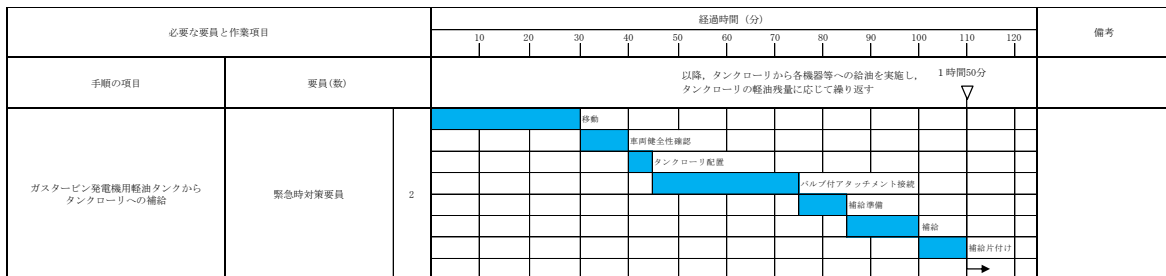 必要な要員と作業項目
経過時間（分）
備考
10 20 30 40 50 60 70 80 90 100 110 120
手順の項目
要員(数)
以降，タンクローリから各機器等への給油を実施し，
タンクローリの軽油残量に応じて繰り返す
1時間50分
ガスタービン発電機用軽油タンクから
タンクローリへの補給
緊急時対策要員
2
移動
車両健全性確認
タンクローリ配置
バルブ付アタッチメント接続
補給準備
補給
補給片付け